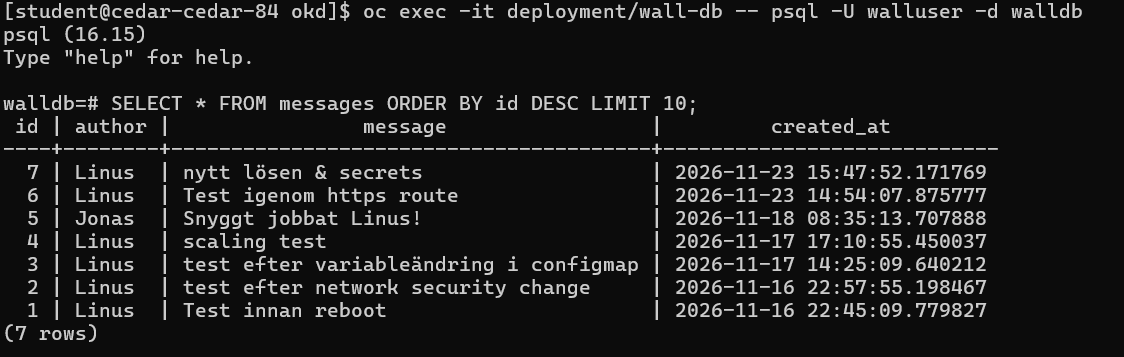 [student@cedar-cedar-84 okd]$ oc exec -it deployment/wall-db -- psql -U walluser -d walldb
psql (16.15)
Type "help" for help.

walldb=# SELECT * FROM messages ORDER BY id DESC LIMIT 10;
 id | author |                message                 |         created_at
----+--------+----------------------------------------+----------------------------
  7 | Linus  | nytt lösen & secrets                   | 2026-11-23 15:47:52.171769
  6 | Linus  | Test igenom https route                | 2026-11-23 14:54:07.875777
  5 | Jonas  | Snyggt jobbat Linus!                   | 2026-11-18 08:35:13.707888
  4 | Linus  | scaling test                           | 2026-11-17 17:10:55.450037
  3 | Linus  | test efter variableändring i configmap | 2026-11-17 14:25:09.640212
  2 | Linus  | test efter network security change     | 2026-11-16 22:57:55.198467
  1 | Linus  | Test innan reboot                      | 2026-11-16 22:45:09.779827
(7 rows)